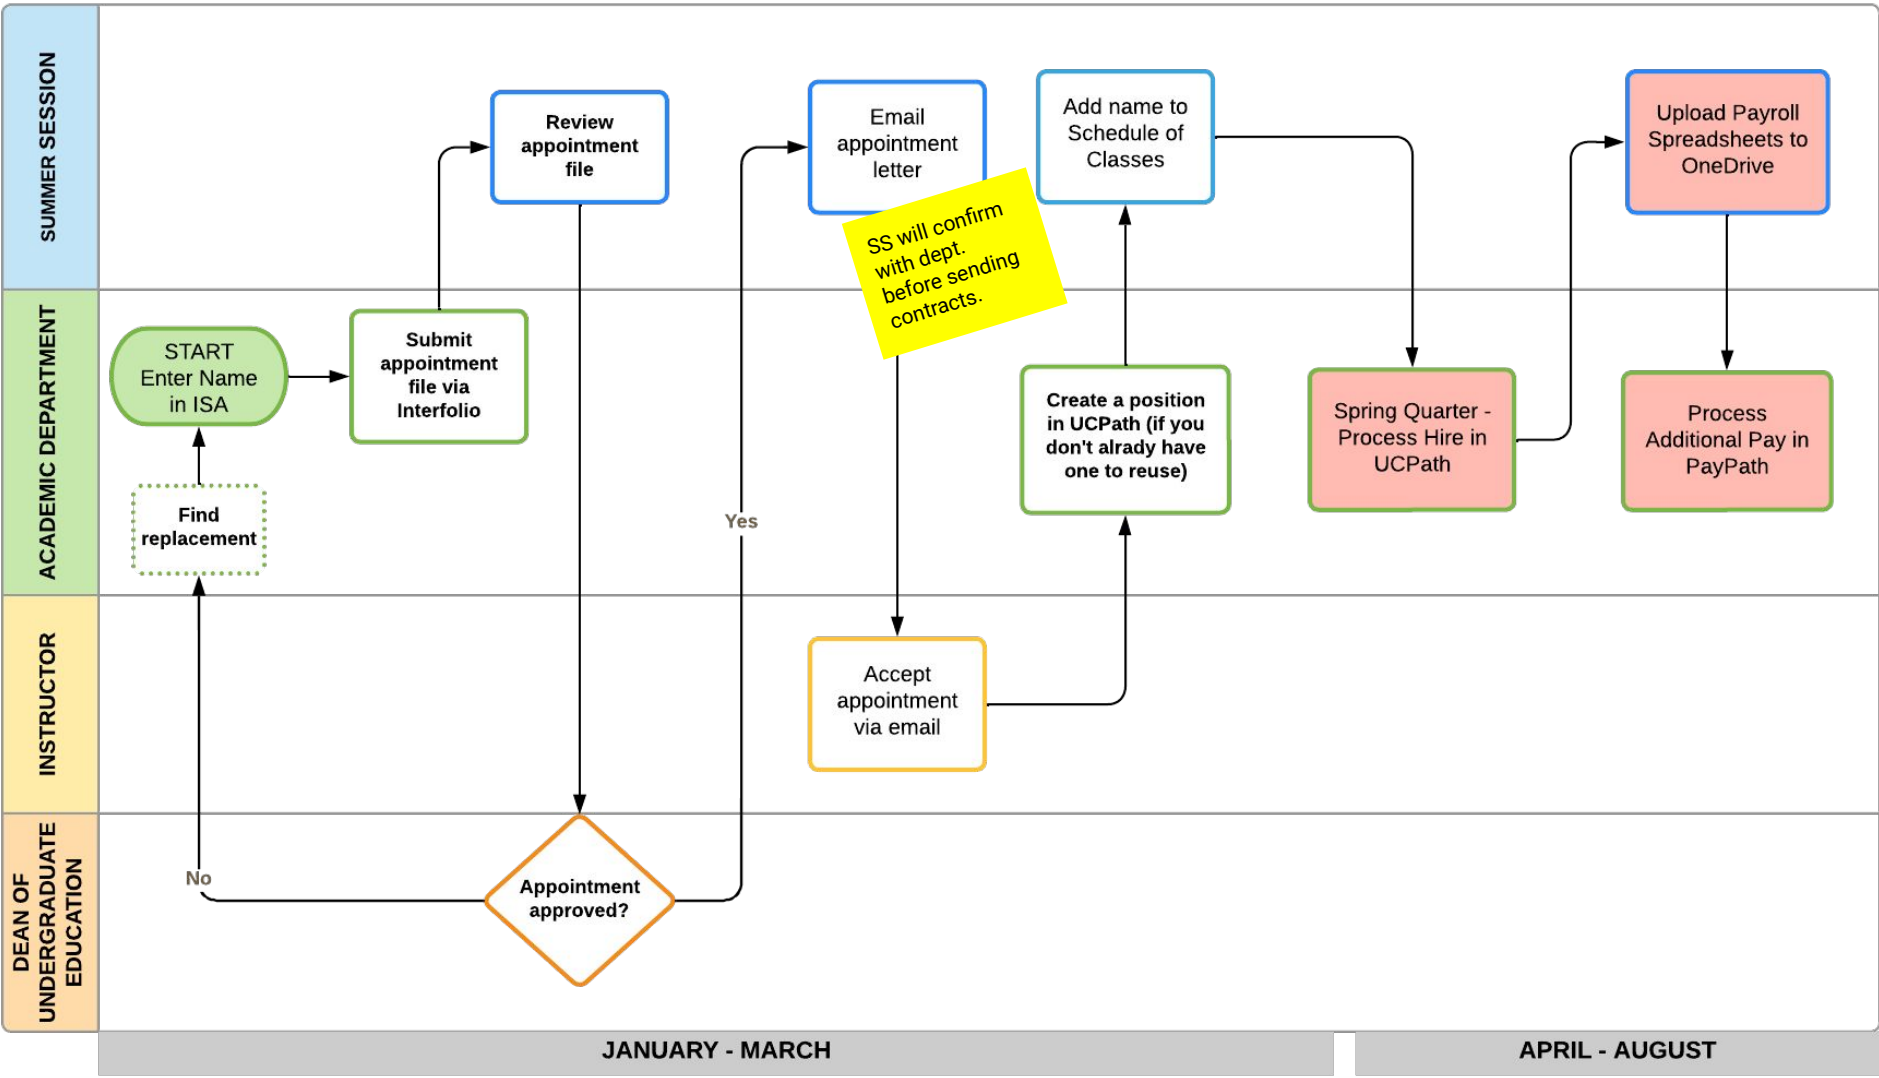 SUMMER SESSION
Review
appointment
file
Email
appointment
letter
Add name to
Schedule of
Classes
Upload Payroll
Spreadsheets to
OneDrive
SS will confirm
with dept.
before sending
contracts.
ACADEMIC DEPARTMENT
START
Enter Name
in ISA
Submit
appointment
file via
Interfolio
Create a position
in UCPath (if you
don't alrady have
one to reuse)
Spring Quarter -
Process Hire in
UCPath
Process
Additional Pay in
PayPath
Find
replacement
Yes
INSTRUCTOR
Accept
appointment
via email
DEAN OF
UNDERGRADUATE
EDUCATION
No
Appointment
approved?
JANUARY - MARCH
APRIL - AUGUST